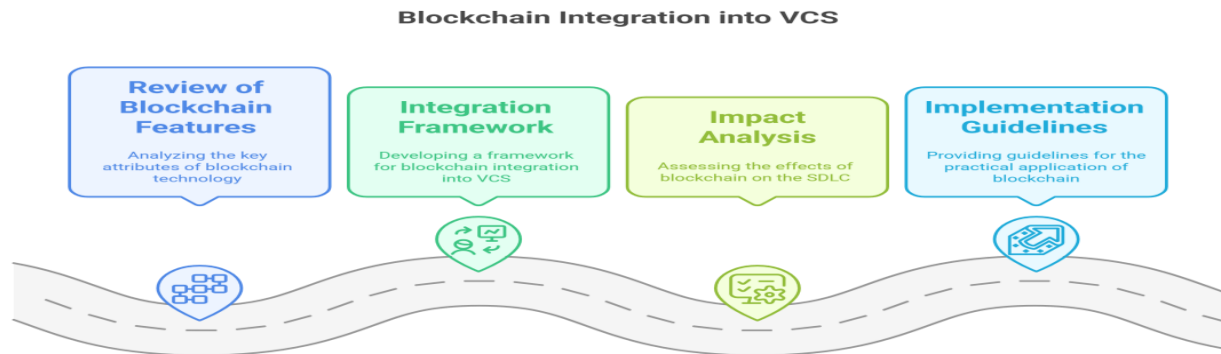 Blockchain Integration into VCS
Review of
Blockchain
Features
Analyzing the key
attributes of blockchain
technology
Integration
Framework
Developing a framework
for blockchain integration
into VCS
Impact
Analysis
Assessing the effects of
blockchain on the SDLC
Implementation
Guidelines
Providing guidelines for the
practical application of
blockchain